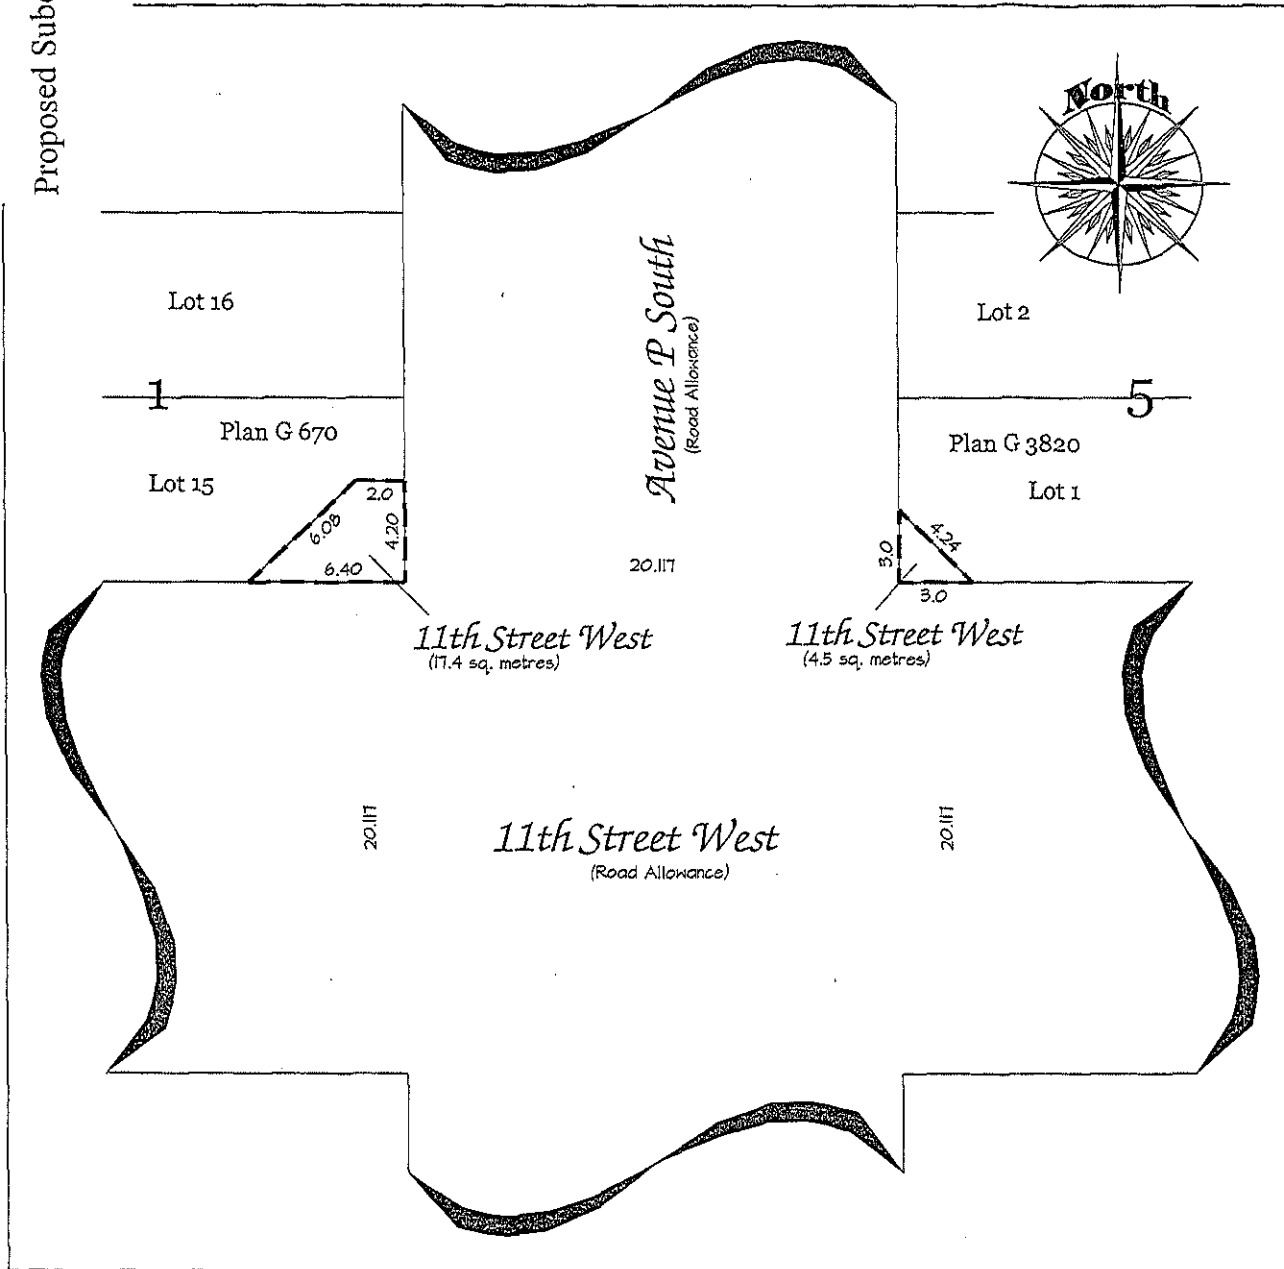 Proposed
North
Lot 16
Lot 2
Avenue P South
(Road Allowance)
1
5
Plan G 670
Plan G 3820
Lot 15
Lot 1
2.0
6.08
4.20
6.40
4.24
3.0
3.0
20.117
11th Street West
(17.4 sq. metres)
11th Street West
(4.5 sq. metres)
20.117
20.117
11th Street West
(Road Allowance)